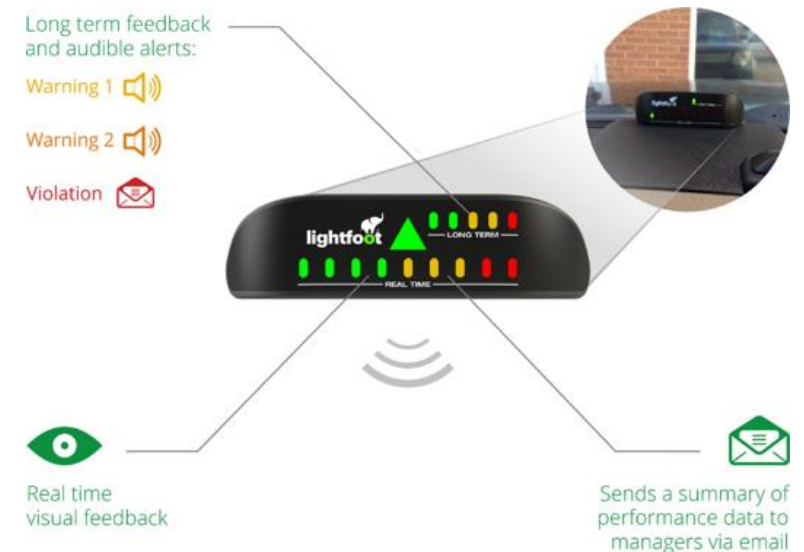 Long term feedback
and audible alerts:
Warning 1
Warning 2
Violation
lightfoot
lightfoot
LONG TERM
REAL TIME
Real time
visual feedback
Sends a summary of
performance data to
managers via email